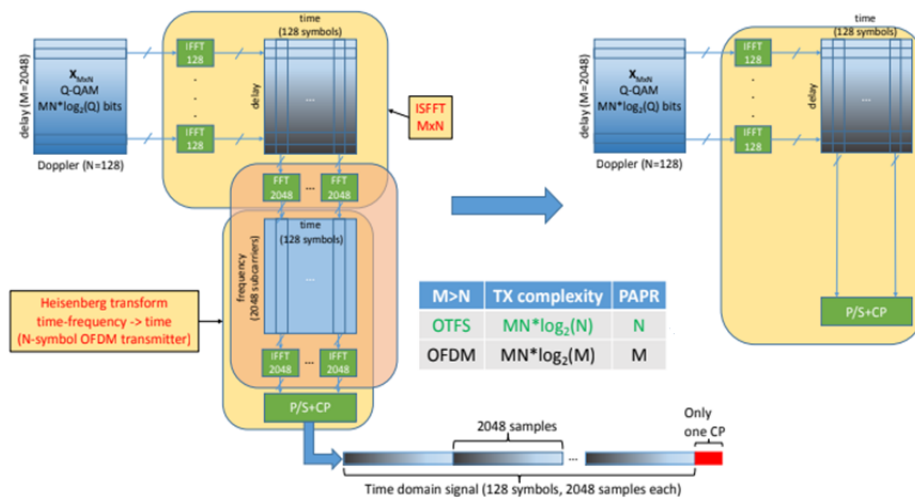 time
(128 symbols)
IFFT
128
delay (M=2048)
X_MxN
Q-QAM
MN*log₂(Q) bits
.
.
.
delay
...
IFFT
128
Doppler (N=128)
ISFFT
MxN
FFT
2048
...
FFT
2048
time
(128 symbols)
frequency
(2048 subcarriers)
...
Heisenberg transform
time-frequency -> time
(N-symbol OFDM transmitter)
IFFT
2048
...
IFFT
2048
P/S+CP
time
(128 symbols)
IFFT
128
delay (M=2048)
X_MxN
Q-QAM
MN*log₂(Q) bits
.
.
.
delay
...
IFFT
128
Doppler (N=128)
P/S+CP
M>N TX complexity PAPR
OTFS MN*log₂(N) N
OFDM MN*log₂(M) M
2048 samples
Only
one CP
...
Time domain signal (128 symbols, 2048 samples each)